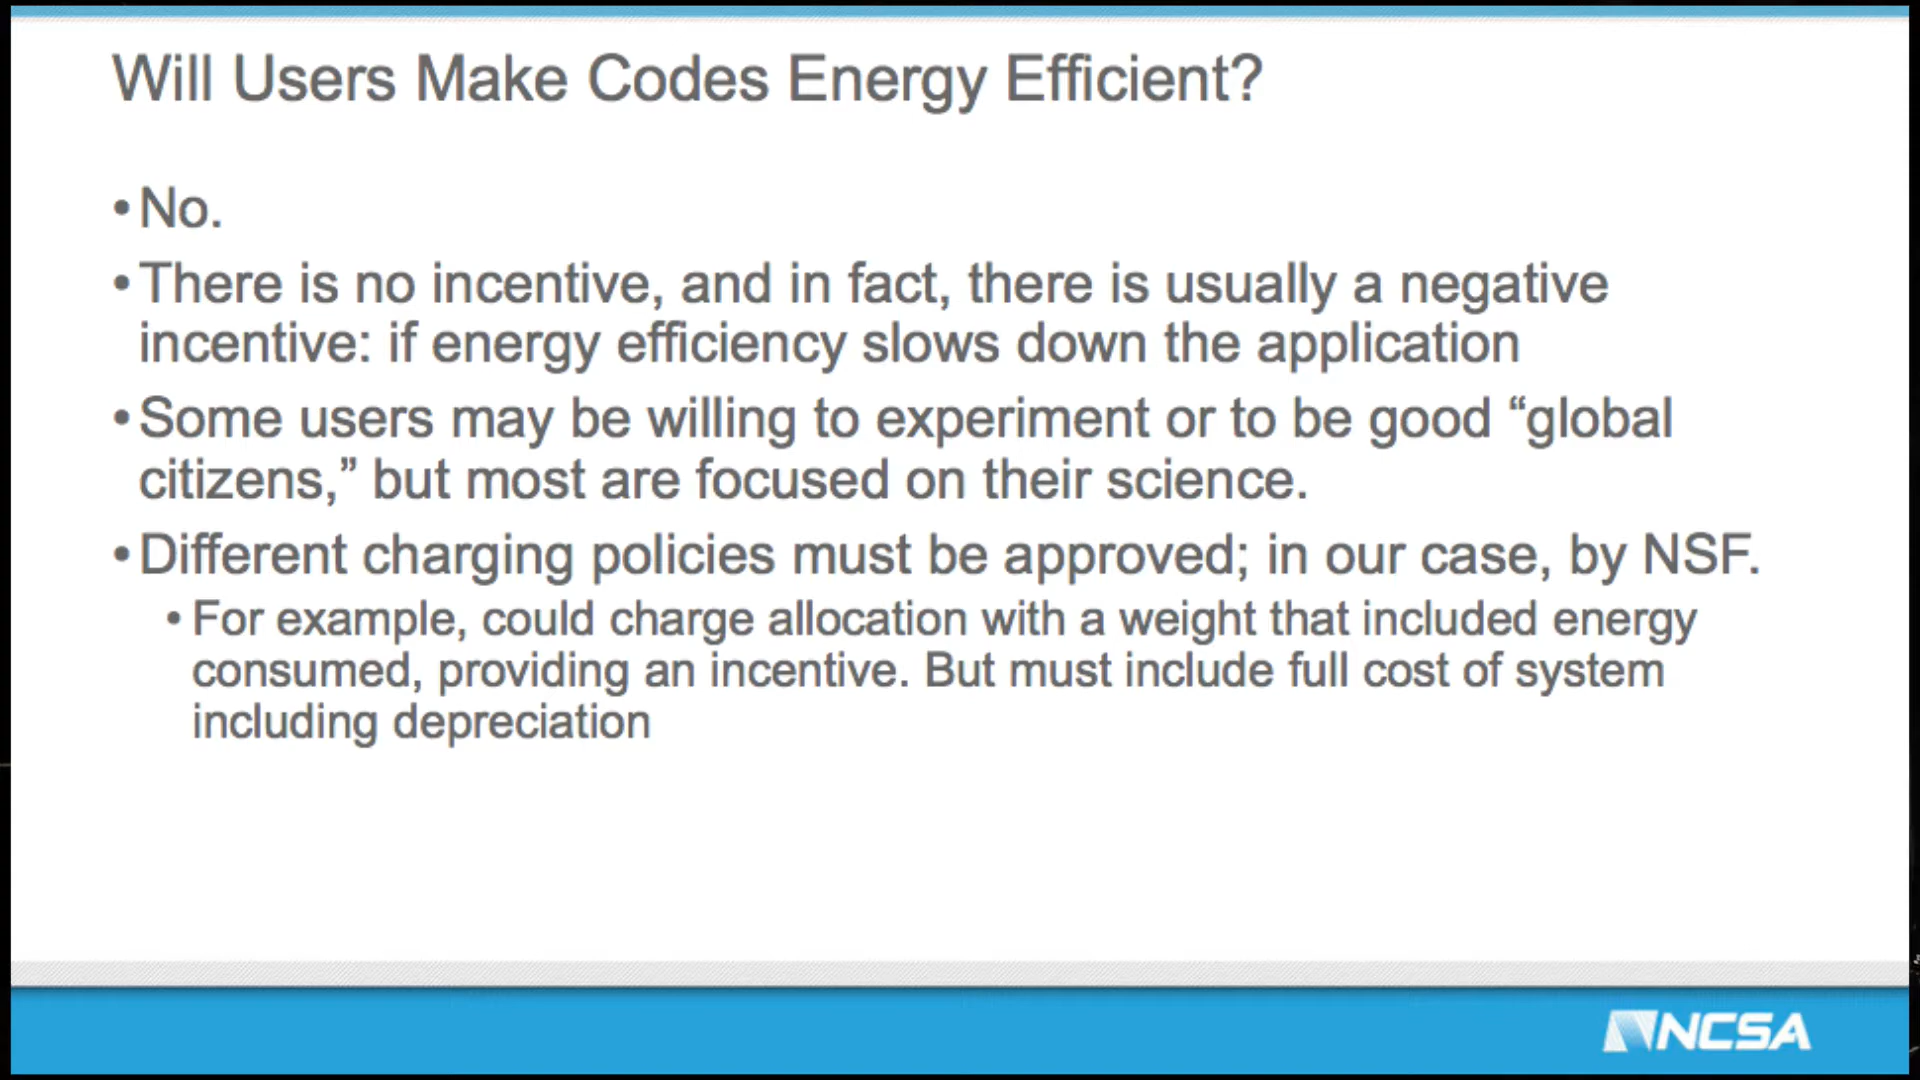 Will Users Make Codes Energy Efficient?
• No.
• There is no incentive, and in fact, there is usually a negative
incentive: if energy efficiency slows down the application
• Some users may be willing to experiment or to be good “global
citizens,” but most are focused on their science.
• Different charging policies must be approved; in our case, by NSF.
• For example, could charge allocation with a weight that included energy
consumed, providing an incentive. But must include full cost of system
including depreciation
NCSA